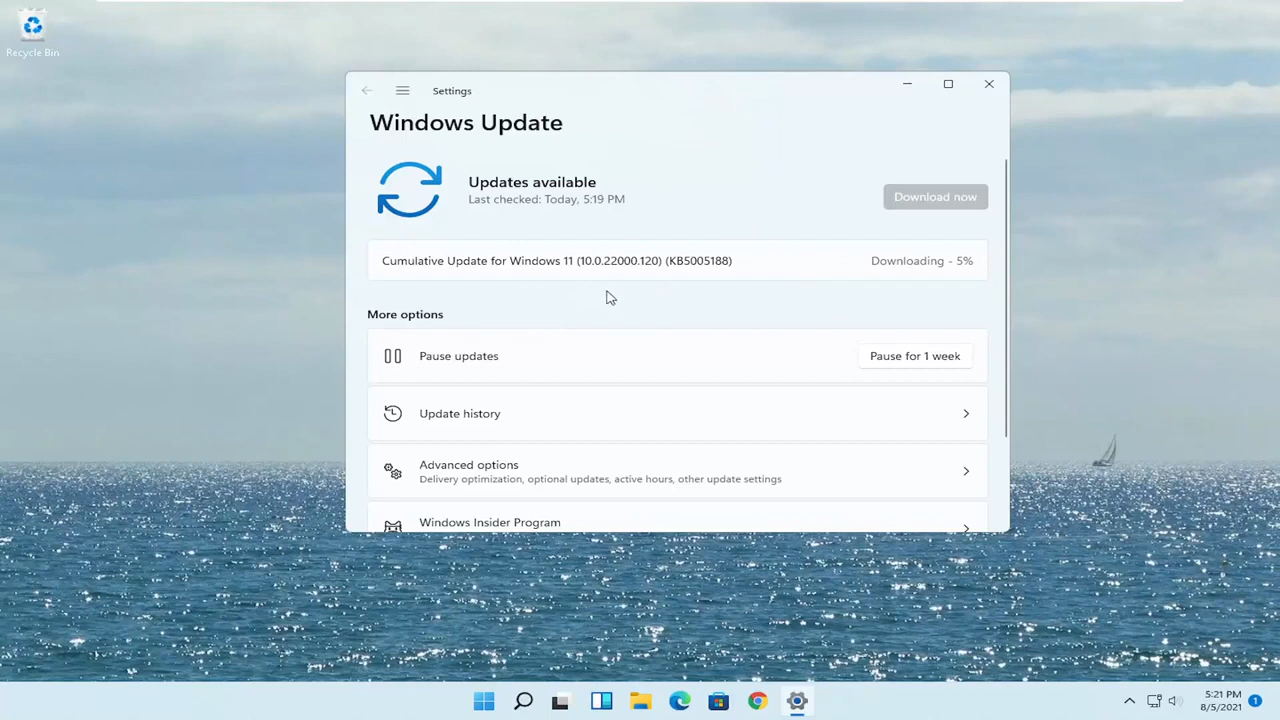 Recycle Bin
Settings
Windows Update
Updates available
Last checked: Today, 5:19 PM
Download now
Cumulative Update for Windows 11 (10.0.22000.120) (KB5005188)
Downloading - 5%
More options
Pause updates
Pause for 1 week
Update history
Advanced options
Delivery optimization, optional updates, active hours, other update settings
Windows Insider Program
5:21 PM
8/5/2021
1